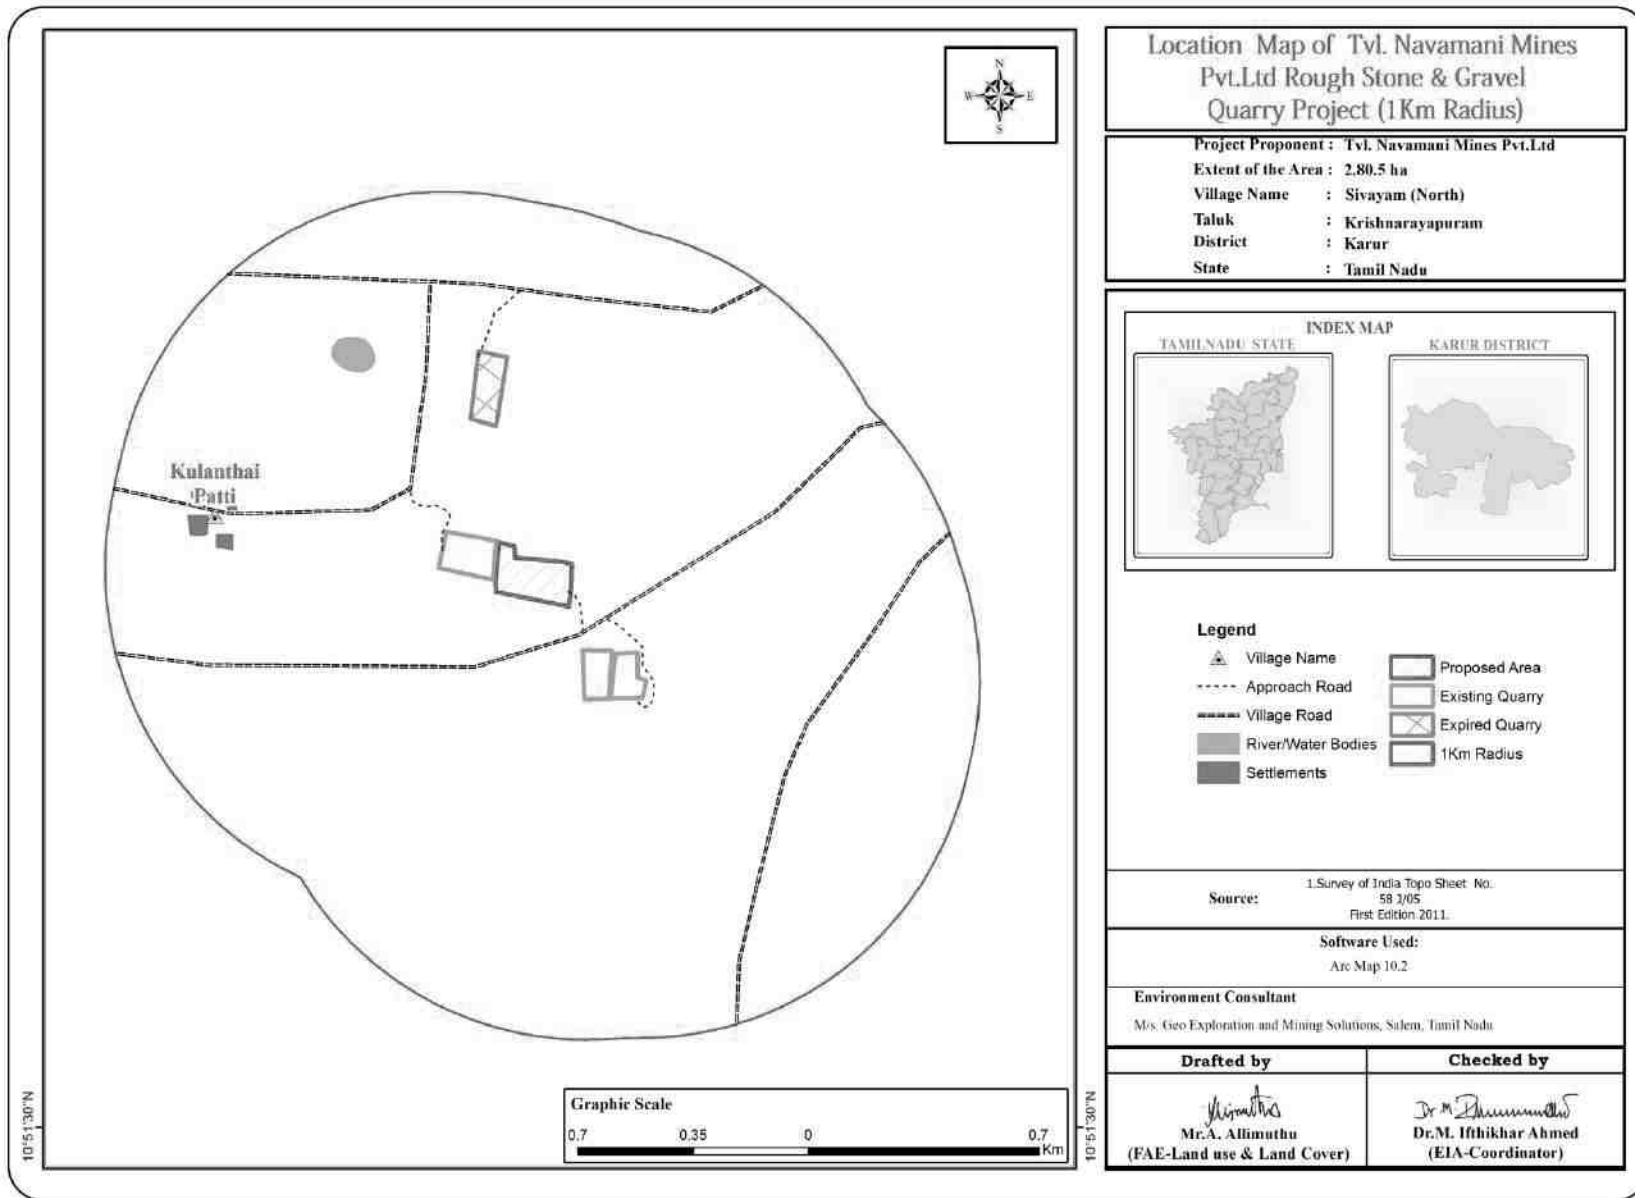 N
W E
S
Kulanthai
Patti
Graphic Scale
0.7 0.35 0 0.7
Km
10°51'30"N
10°51'30"N
Location Map of Tvl. Navamani Mines
Pvt.Ltd Rough Stone & Gravel
Quarry Project (1Km Radius)
Project Proponent : Tvl. Navamani Mines Pvt.Ltd
Extent of the Area : 2.80.5 ha
Village Name : Sivayam (North)
Taluk : Krishnarayapuram
District : Karur
State : Tamil Nadu
INDEX MAP
TAMILNADU STATE
KARUR DISTRICT
Legend
Village Name
Approach Road
Village Road
River/Water Bodies
Settlements
Proposed Area
Existing Quarry
Expired Quarry
1Km Radius
Source:
1.Survey of India Topo Sheet No.
58 J/05
First Edition 2011.
Software Used:
Arc Map 10.2
Environment Consultant
M/s. Geo Exploration and Mining Solutions, Salem, Tamil Nadu
Drafted by
Mr.A. Allimuthu
(FAE-Land use & Land Cover)
Checked by
Dr.M. Ifthikhar Ahmed
(EIA-Coordinator)